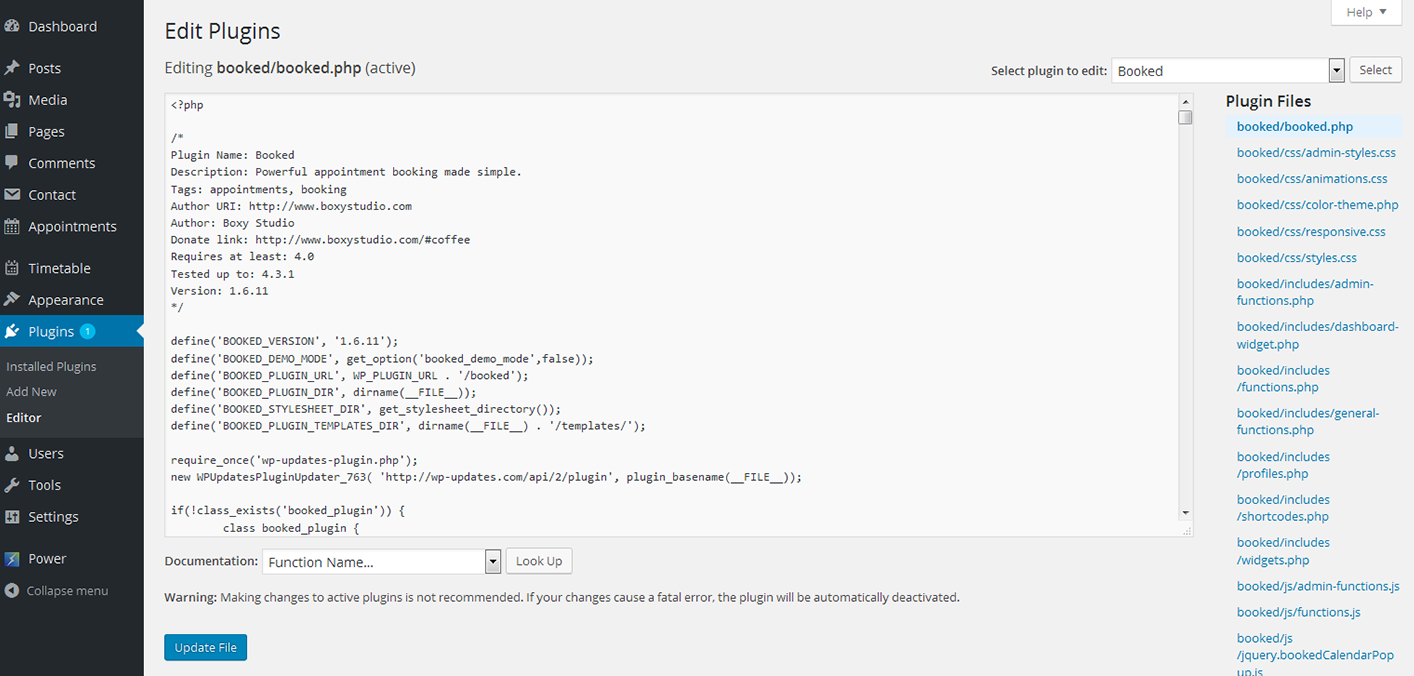 Dashboard
Posts
Media
Pages
Comments
Contact
Appointments
Timetable
Appearance
Plugins 1
Installed Plugins
Add New
Editor
Users
Tools
Settings
Power
Collapse menu
Help
Edit Plugins
Editing booked/booked.php (active)
Select plugin to edit: Booked Select
<?php
/*
Plugin Name: Booked
Description: Powerful appointment booking made simple.
Tags: appointments, booking
Author URI: http://www.boxystudio.com
Author: Boxy Studio
Donate link: http://www.boxystudio.com/#coffee
Requires at least: 4.0
Tested up to: 4.3.1
Version: 1.6.11
*/
define('BOOKED_VERSION', '1.6.11');
define('BOOKED_DEMO_MODE', get_option('booked_demo_mode',false));
define('BOOKED_PLUGIN_URL', WP_PLUGIN_URL . '/booked');
define('BOOKED_PLUGIN_DIR', dirname(__FILE__));
define('BOOKED_STYLESHEET_DIR', get_stylesheet_directory());
define('BOOKED_PLUGIN_TEMPLATES_DIR', dirname(__FILE__) . '/templates/');
require_once('wp-updates-plugin.php');
new WPUpdatesPluginUpdater_763( 'http://wp-updates.com/api/2/plugin', plugin_basename(__FILE__));
if(!class_exists('booked_plugin')) {
class booked_plugin {
Documentation: Function Name... Look Up
Warning: Making changes to active plugins is not recommended. If your changes cause a fatal error, the plugin will be automatically deactivated.
Update File
Plugin Files
booked/booked.php
booked/css/admin-styles.css
booked/css/animations.css
booked/css/color-theme.php
booked/css/responsive.css
booked/css/styles.css
booked/includes/admin-
functions.php
booked/includes/dashboard-
widget.php
booked/includes
/functions.php
booked/includes/general-
functions.php
booked/includes
/profiles.php
booked/includes
/shortcodes.php
booked/includes
/widgets.php
booked/js/admin-functions.js
booked/js/functions.js
booked/js
/jquery.bookedCalendarPop
up.js